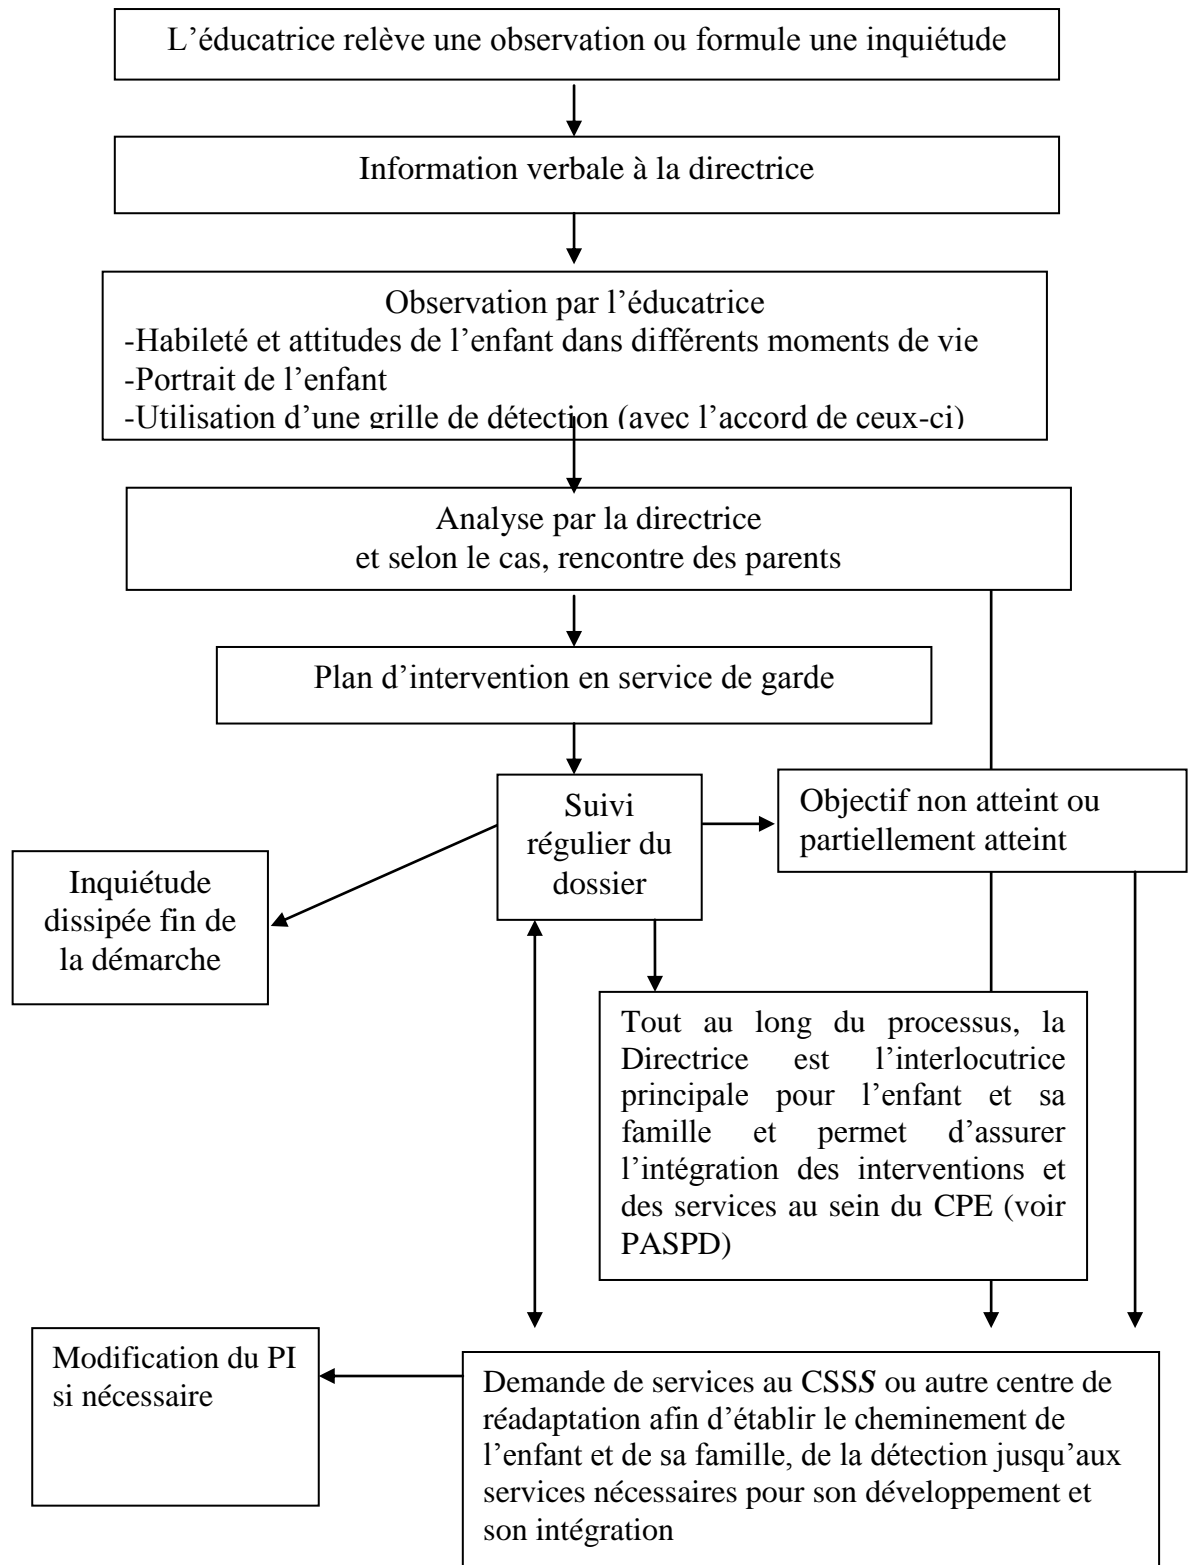 L’éducatrice relève une observation ou formule une inquiétude
Information verbale à la directrice
Observation par l’éducatrice
-Habileté et attitudes de l’enfant dans différents moments de vie
-Portrait de l’enfant
-Utilisation d’une grille de détection (avec l’accord de ceux-ci)
Analyse par la directrice
et selon le cas, rencontre des parents
Plan d’intervention en service de garde
Suivi
régulier du
dossier
Objectif non atteint ou
partiellement atteint
Inquiétude
dissipée fin de
la démarche
Tout au long du processus, la
Directrice est l’interlocutrice
principale pour l’enfant et sa
famille et permet d’assurer
l’intégration des interventions et
des services au sein du CPE (voir
PASPD)
Modification du PI
si nécessaire
Demande de services au CSSS ou autre centre de
réadaptation afin d’établir le cheminement de
l’enfant et de sa famille, de la détection jusqu’aux
services nécessaires pour son développement et
son intégration